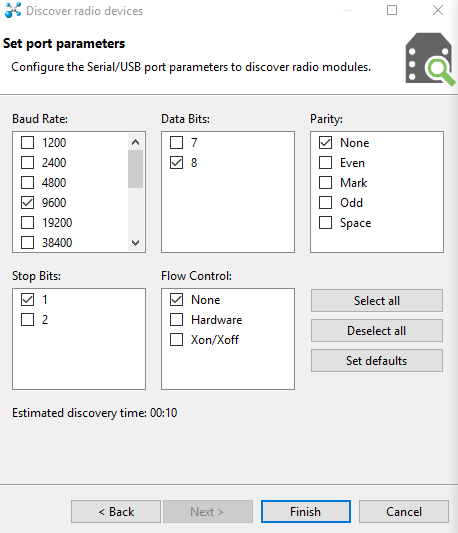 Discover radio devices
Set port parameters
Configure the Serial/USB port parameters to discover radio modules.
Baud Rate:
1200
2400
4800
9600
19200
38400
Data Bits:
7
8
Parity:
None
Even
Mark
Odd
Space
Stop Bits:
1
2
Flow Control:
None
Hardware
Xon/Xoff
Select all
Deselect all
Set defaults
Estimated discovery time: 00:10
< Back
Next >
Finish
Cancel